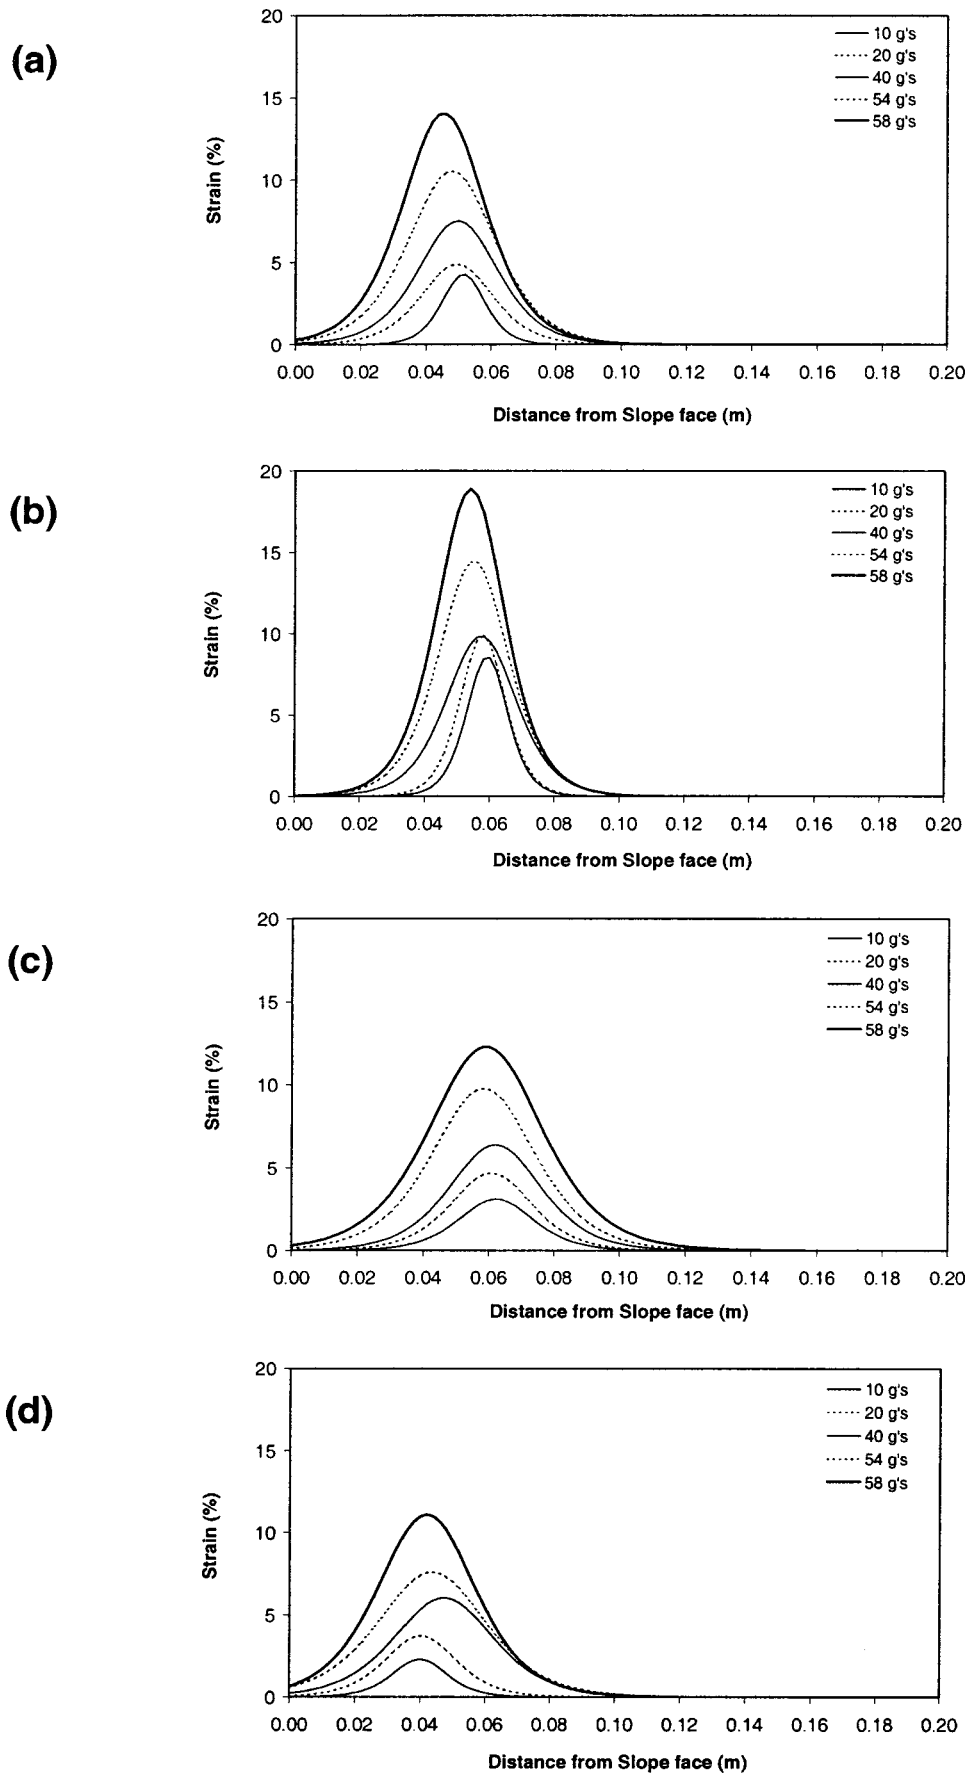 (a)
20
15
10
5
0
Strain (%)
10 g's
20 g's
40 g's
54 g's
58 g's
0.00 0.02 0.04 0.06 0.08 0.10 0.12 0.14 0.16 0.18 0.20
Distance from Slope face (m)
(b)
20
15
10
5
0
Strain (%)
10 g's
20 g's
40 g's
54 g's
58 g's
0.00 0.02 0.04 0.06 0.08 0.10 0.12 0.14 0.16 0.18 0.20
Distance from Slope face (m)
(c)
20
15
10
5
0
Strain (%)
10 g's
20 g's
40 g's
54 g's
58 g's
0.00 0.02 0.04 0.06 0.08 0.10 0.12 0.14 0.16 0.18 0.20
Distance from Slope face (m)
(d)
20
15
10
5
0
Strain (%)
10 g's
20 g's
40 g's
54 g's
58 g's
0.00 0.02 0.04 0.06 0.08 0.10 0.12 0.14 0.16 0.18 0.20
Distance from Slope face (m)